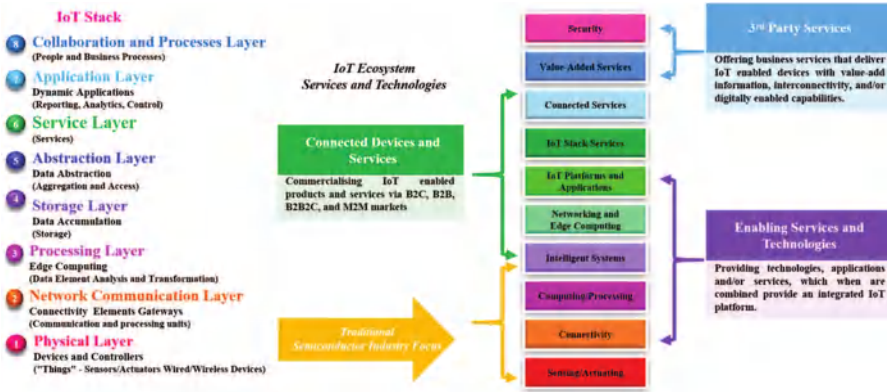 IoT Stack
8 Collaboration and Processes Layer
(People and Business Processes)
7 Application Layer
Dynamic Applications
(Reporting, Analytics, Control)
6 Service Layer
(Services)
5 Abstraction Layer
Data Abstraction
(Aggregation and Access)
4 Storage Layer
Data Accumulation
(Storage)
3 Processing Layer
Edge Computing
(Data Element Analysis and Transformation)
2 Network Communication Layer
Connectivity Elements Gateways
(Communication and processing units)
1 Physical Layer
Devices and Controllers
("Things" - Sensors/Actuators Wired/Wireless Devices)
IoT Ecosystem
Services and Technologies
Connected Devices and
Services
Commercialising IoT enabled
products and services via B2C, B2B,
B2B2C, and M2M markets
Traditional
Semiconductor Industry Focus
Security
Value-Added Services
Connected Services
IoT Stack Services
IoT Platforms and
Applications
Networking and
Edge Computing
Intelligent Systems
Computing/Processing
Connectivity
Sensing/Actuating
3rd Party Services
Offering business services that deliver
IoT enabled devices with value-add
information, interconnectivity, and/or
digitally enabled capabilities.
Enabling Services and
Technologies
Providing technologies, applications
and/or services, which when are
combined provide an integrated IoT
platform.